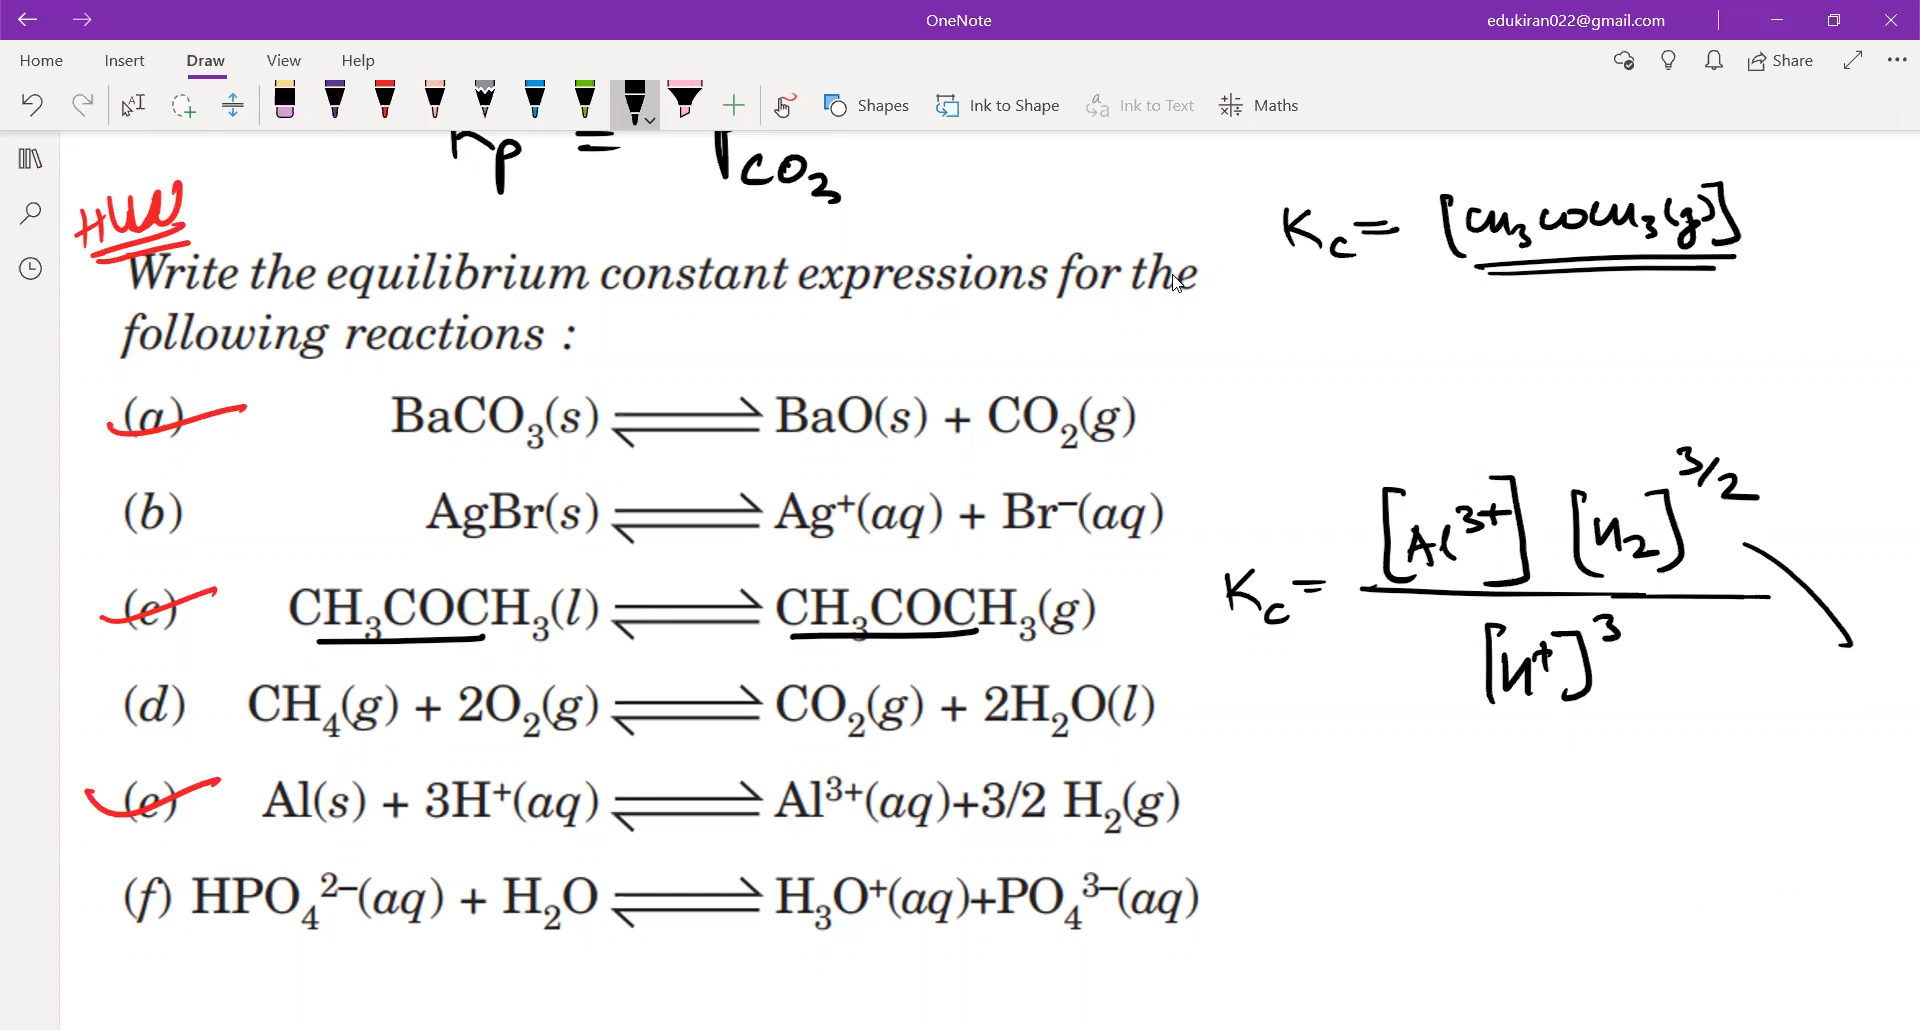 OneNote
edukiran022@gmail.com
Home Insert Draw View Help
Share
Shapes Ink to Shape Ink to Text Maths
Kp = PCO₂
HW
Kc = [CH₃COCH₃(g)]
Write the equilibrium constant expressions for the
following reactions :
(a) BaCO₃(s) ⇌ BaO(s) + CO₂(g)
(b) AgBr(s) ⇌ Ag⁺(aq) + Br⁻(aq)
(c) CH₃COCH₃(l) ⇌ CH₃COCH₃(g)
(d) CH₄(g) + 2O₂(g) ⇌ CO₂(g) + 2H₂O(l)
(e) Al(s) + 3H⁺(aq) ⇌ Al³⁺(aq)+3/2 H₂(g)
(f) HPO₄²⁻(aq) + H₂O ⇌ H₃O⁺(aq)+PO₄³⁻(aq)
[Al³⁺] [H₂]^3/2
Kc =
[H⁺]³